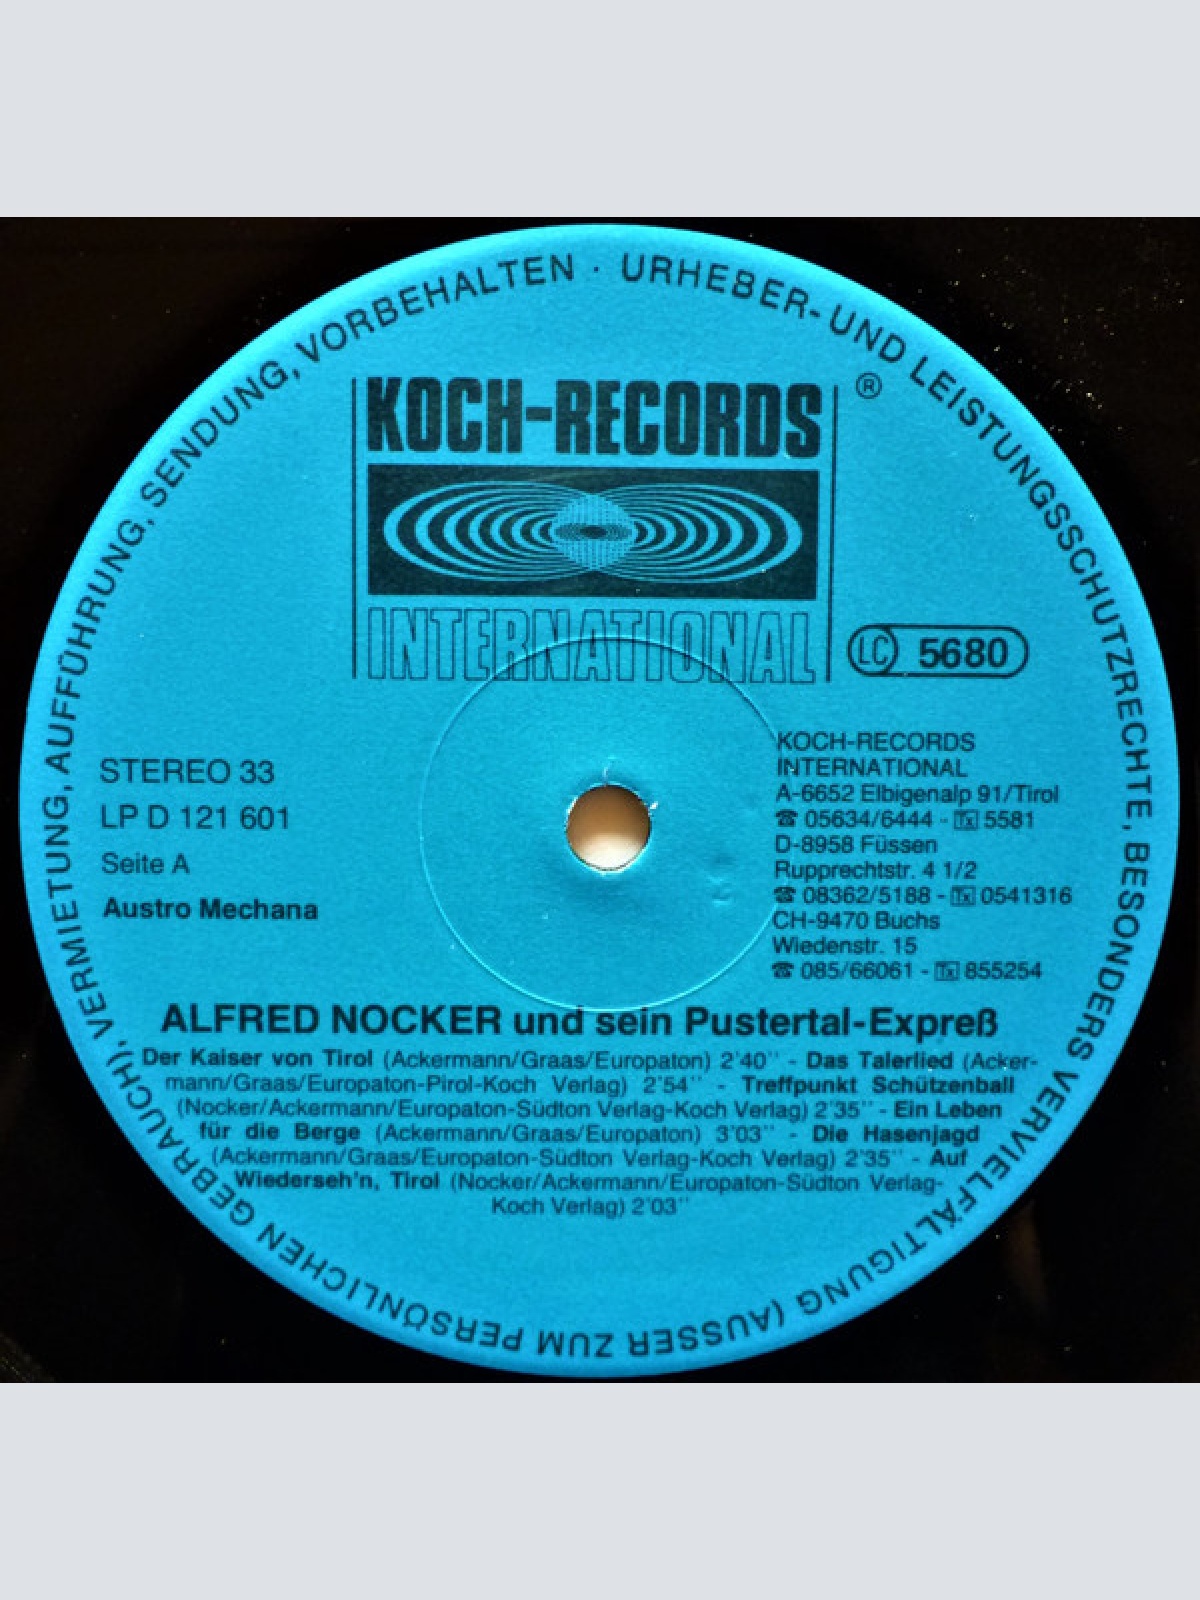 URHEBER- UND LEISTUNGSSCHUTZRECHTE, BESONDERS VERVIELFÄLTIGUNG (AUSSER ZUM PERSÖNLICHEN GEBRAUCH), VERMIETUNG, AUFFÜHRUNG, SENDUNG, VORBEHALTEN ·
KOCH-RECORDS ®
INTERNATIONAL
LC 5680
STEREO 33
LP D 121 601
Seite A
Austro Mechana
KOCH-RECORDS
INTERNATIONAL
A-6652 Elbigenalp 91/Tirol
☎ 05634/6444 - Tx 5581
D-8958 Füssen
Rupprechtstr. 4 1/2
☎ 08362/5188 - Tx 0541316
CH-9470 Buchs
Wiedenstr. 15
☎ 085/66061 - Tx 855254
ALFRED NOCKER und sein Pustertal-Expreß
Der Kaiser von Tirol (Ackermann/Graas/Europaton) 2'40'' - Das Talerlied (Acker-
mann/Graas/Europaton-Pirol-Koch Verlag) 2'54'' - Treffpunkt Schützenball
(Nocker/Ackermann/Europaton-Südton Verlag-Koch Verlag) 2'35'' - Ein Leben
für die Berge (Ackermann/Graas/Europaton) 3'03'' - Die Hasenjagd
(Ackermann/Graas/Europaton-Südton Verlag-Koch Verlag) 2'35'' - Auf
Wiederseh'n, Tirol (Nocker/Ackermann/Europaton-Südton Verlag-
Koch Verlag) 2'03''